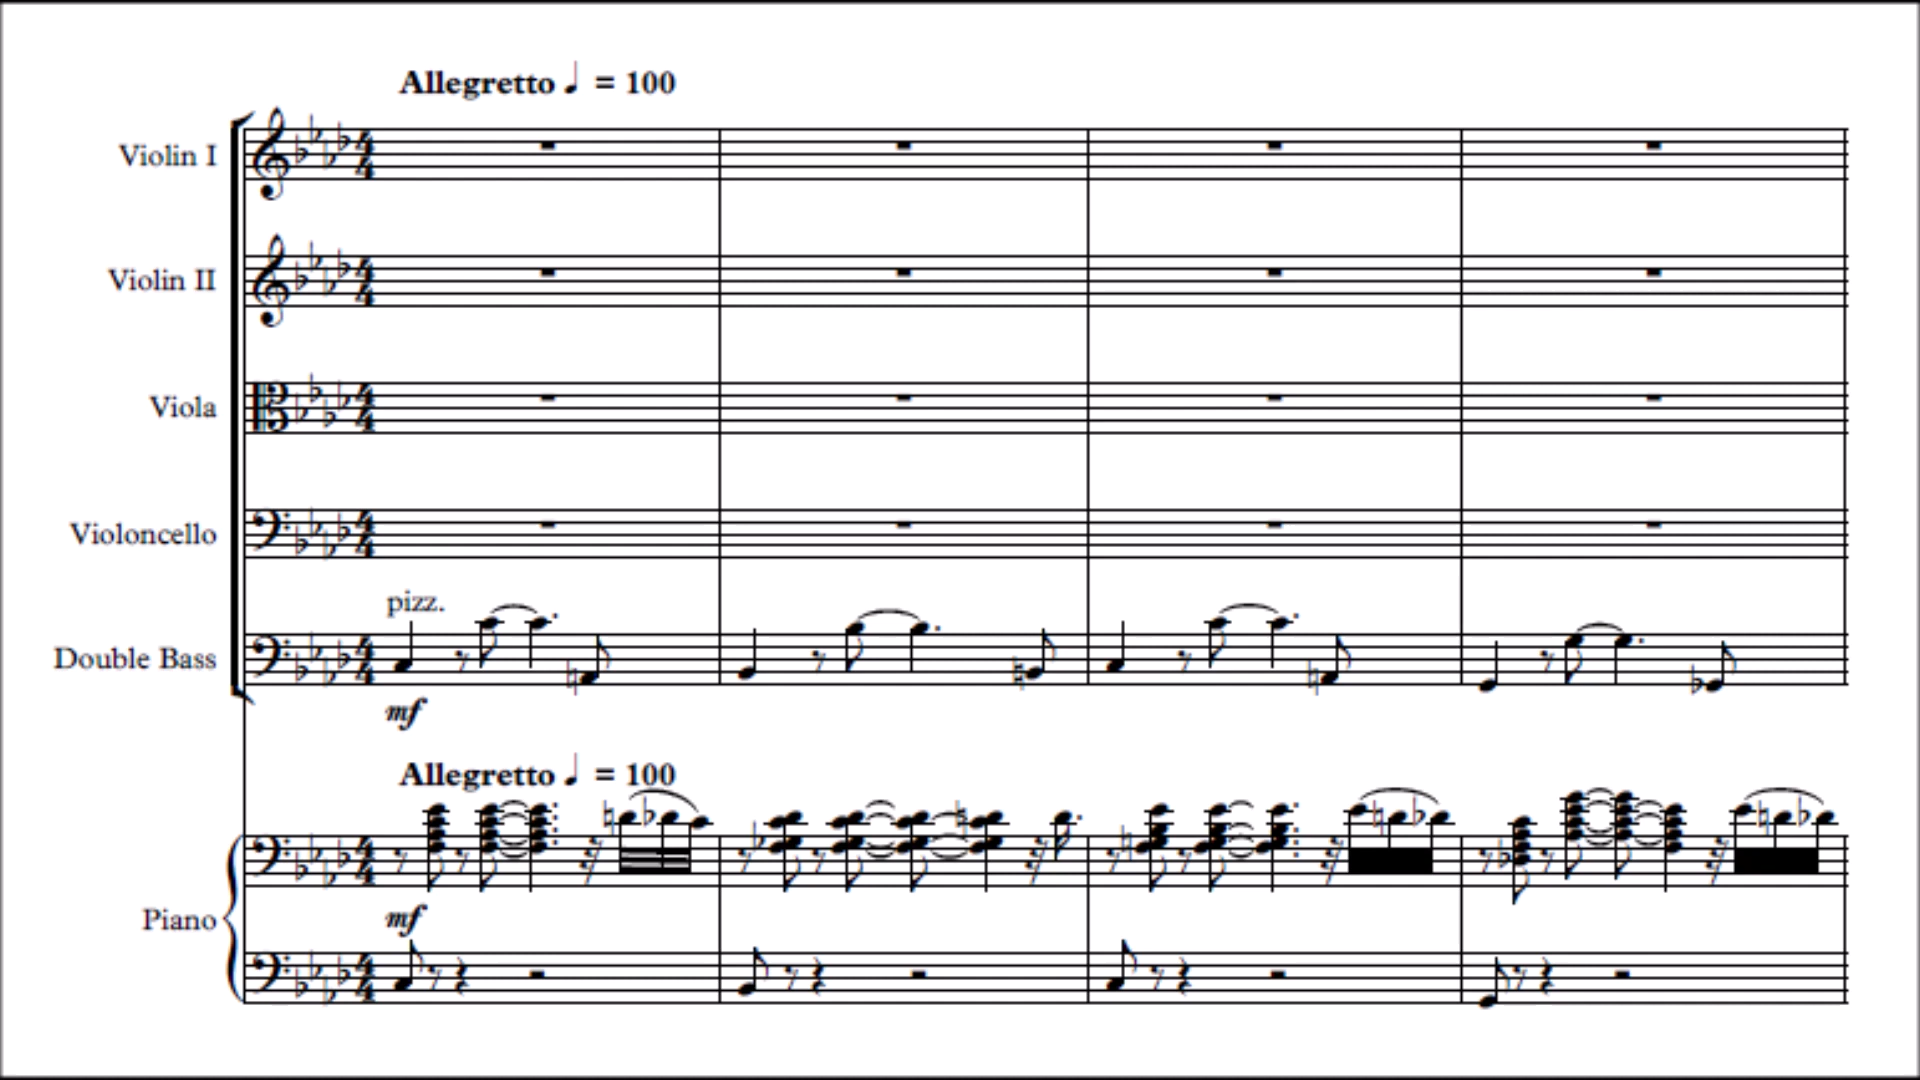 Allegretto ♩ = 100
Violin I
Violin II
Viola
Violoncello
pizz.
Double Bass
mf
Allegretto ♩ = 100
mf
Piano